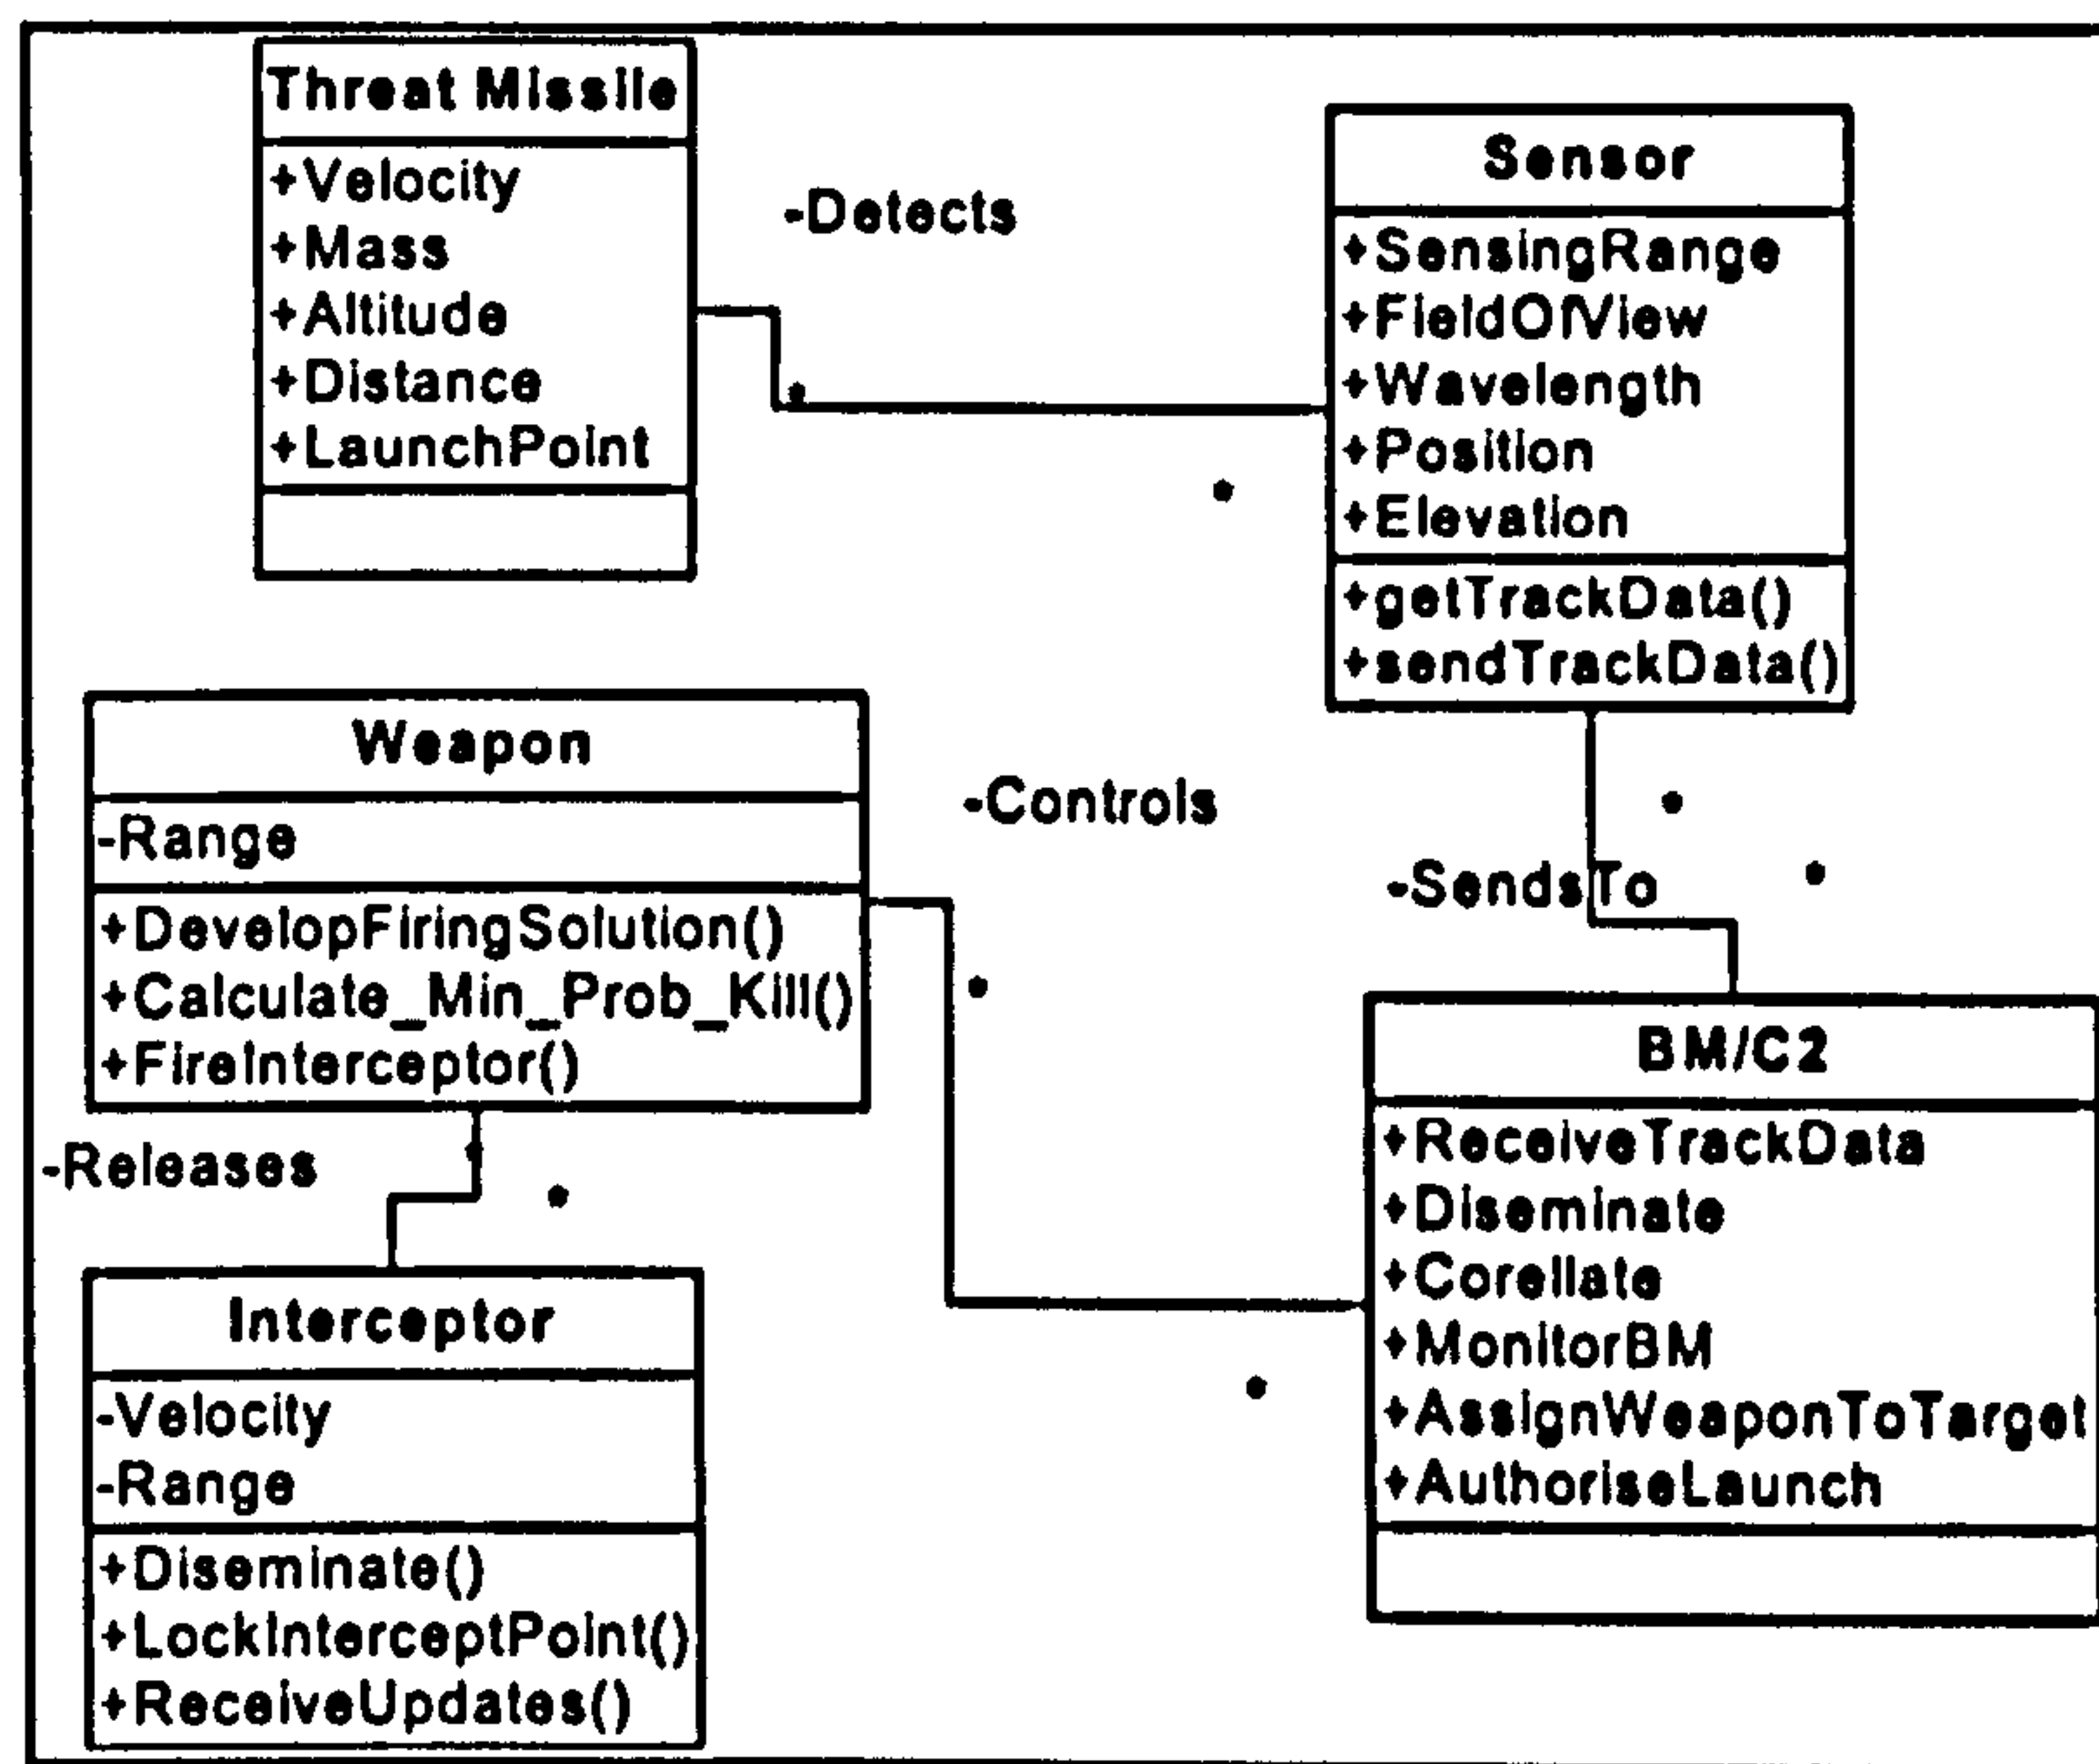 Threat Missile
+Velocity
+Mass
+Altitude
+Distance
+LaunchPoint
-Detects
*
*
Sensor
+SensingRange
+FieldOfView
+Wavelength
+Position
+Elevation
+getTrackData()
+sendTrackData()
Weapon
-Range
+DevelopFiringSolution()
+Calculate_Min_Prob_Kill()
+FireInterceptor()
-Controls
*
*
-SendsTo
*
*
-Releases
*
*
Interceptor
-Velocity
-Range
+Diseminate()
+LockInterceptPoint()
+ReceiveUpdates()
BM/C2
+ReceiveTrackData
+Diseminate
+Corellate
+MonitorBM
+AssignWeaponToTarget
+AuthoriseLaunch